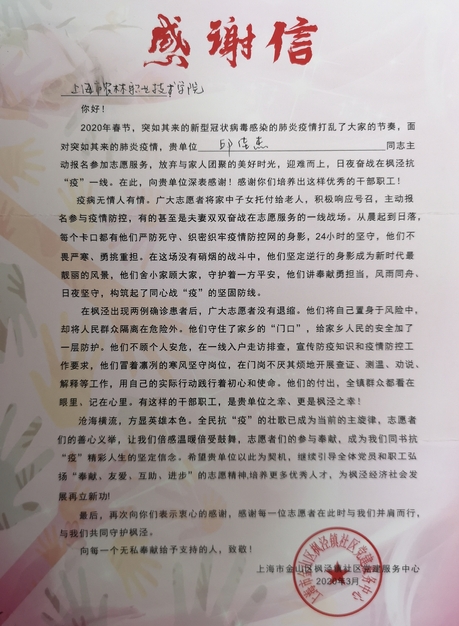 感谢信
上海市农林职业技术学院
你好！
2020年春节，突如其来的新型冠状病毒感染的肺炎疫情打乱了大家的节奏，面
对突如其来的肺炎疫情，贵单位 邱 杰 同志主
动报名参加志愿服务，放弃与家人团聚的美好时光，迎难而上，日夜奋战在枫泾抗
“疫”一线。在此，向贵单位深表感谢！感谢你们培养出这样优秀的干部职工！
疫病无情人有情。广大志愿者将家中子女托付给老人，积极响应号召，主动报
名参与疫情防控，有的甚至是夫妻双双奋战在志愿服务的一线战场。从晨起到日落，
每个卡口都有他们严防死守、织密织牢疫情防控网的身影，24小时的坚守，他们不
畏严寒、勇挑重担。在这场没有硝烟的战斗中，他们坚定逆行的身影成为新时代最
靓丽的风景，他们舍小家顾大家，守护着一方平安，他们讲奉献勇担当，风雨同舟、
日夜坚守，构筑起了同心战“疫”的坚固防线。
在枫泾出现两例确诊患者后，广大志愿者没有退缩。他们将自己置身于风险中，
却将人民群众隔离在危险外。他们守住了家乡的“门口”，给家乡人民的安全加了
一层防护。他们不顾个人安危，在一线入户走访排查，宣传防疫知识和疫情防控工
作要求，他们冒着凛冽的寒风坚守岗位，在门岗不厌其烦地开展查证、测温、劝说、
解释等工作，用自己的实际行动践行着初心和使命。他们的付出，全镇群众都看在
眼里、记在心里。有这样的干部职工，是贵单位之幸、更是枫泾之幸！
沧海横流，方显英雄本色。全民抗“疫”的壮歌已成为当前的主旋律，志愿者
们的善心义举，让我们倍感温暖倍受鼓舞，志愿者们的参与奉献，成为我们同书抗
“疫”精彩人生的坚定信念。希望贵单位以此为契机，继续引导全体党员和职工弘
扬“奉献、友爱、互助、进步”的志愿精神,培养更多优秀人才，为枫泾经济社会发
展再立新功！
最后，再次向你们表示衷心的感谢，感谢每一位志愿者在此时与我们并肩而行，
与我们共同守护枫泾。
向每一个无私奉献给予支持的人，致敬！
上海市金山区枫泾镇社区党建服务中心
2020年3月
上海市金山区枫泾镇社区党建服务中心